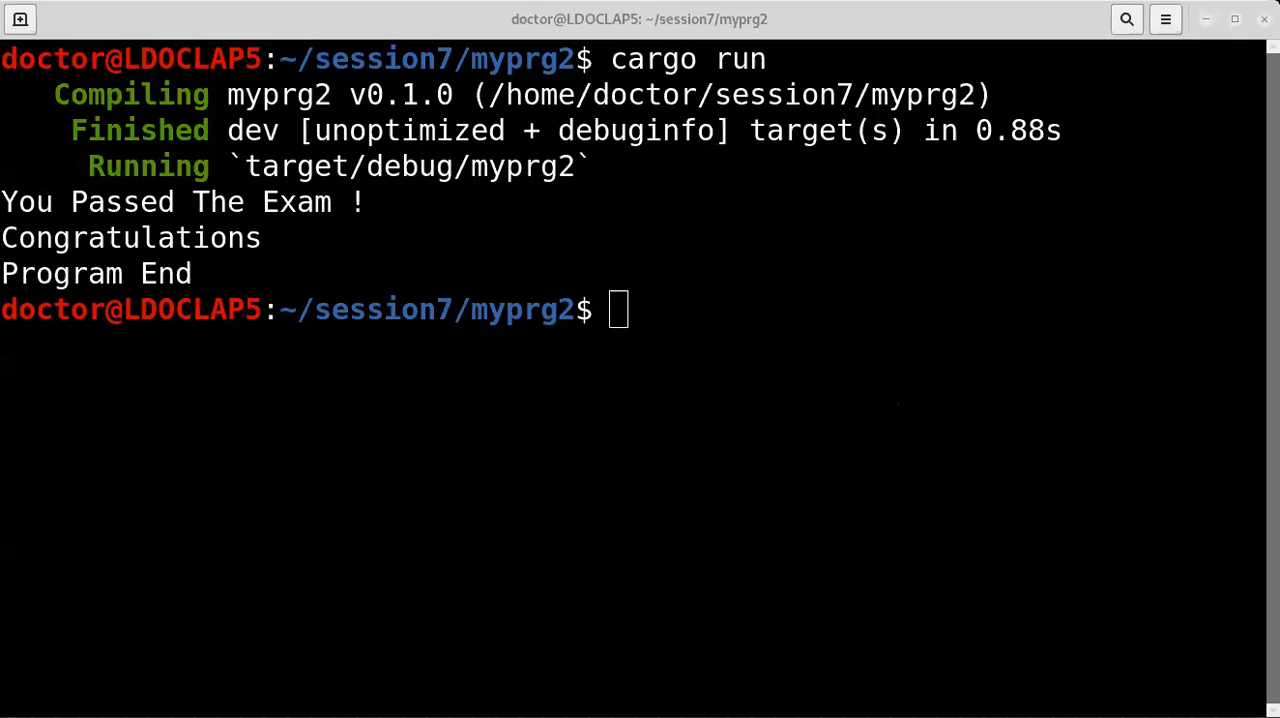 doctor@LDOCLAP5: ~/session7/myprg2
doctor@LDOCLAP5:~/session7/myprg2$ cargo run
   Compiling myprg2 v0.1.0 (/home/doctor/session7/myprg2)
    Finished dev [unoptimized + debuginfo] target(s) in 0.88s
     Running `target/debug/myprg2`
You Passed The Exam !
Congratulations
Program End
doctor@LDOCLAP5:~/session7/myprg2$